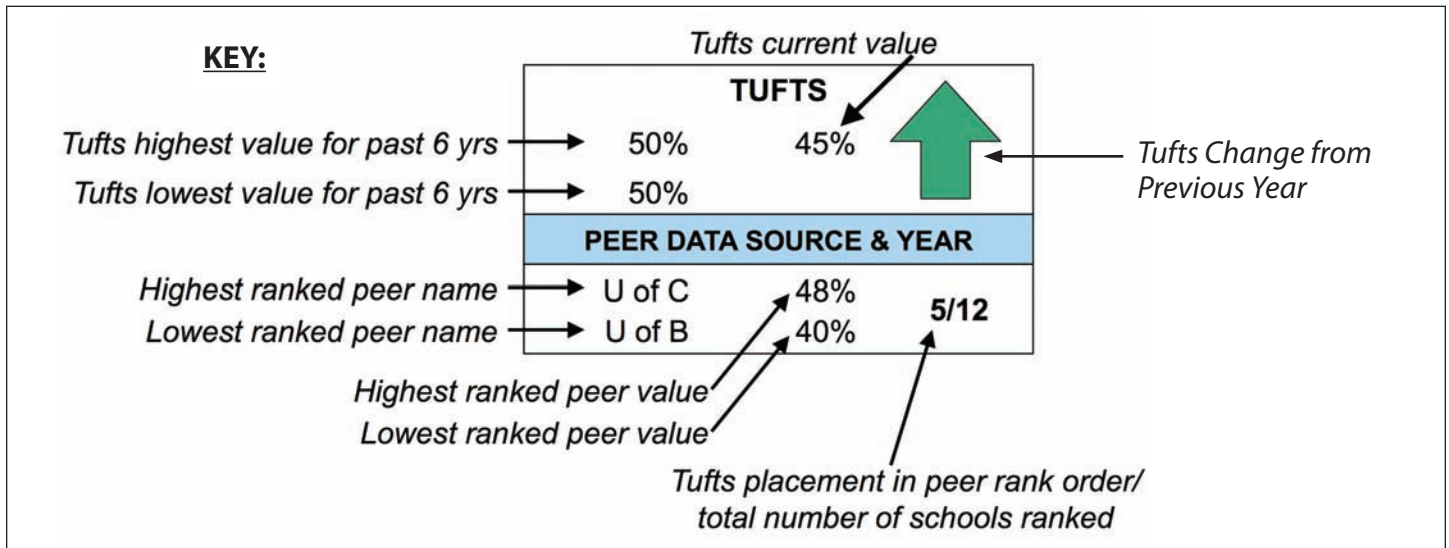 KEY:
Tufts current value
TUFTS
Tufts highest value for past 6 yrs 50% 45%
Tufts Change from
Previous Year
Tufts lowest value for past 6 yrs 50%
PEER DATA SOURCE & YEAR
Highest ranked peer name U of C 48%
5/12
Lowest ranked peer name U of B 40%
Highest ranked peer value
Lowest ranked peer value
Tufts placement in peer rank order/
total number of schools ranked